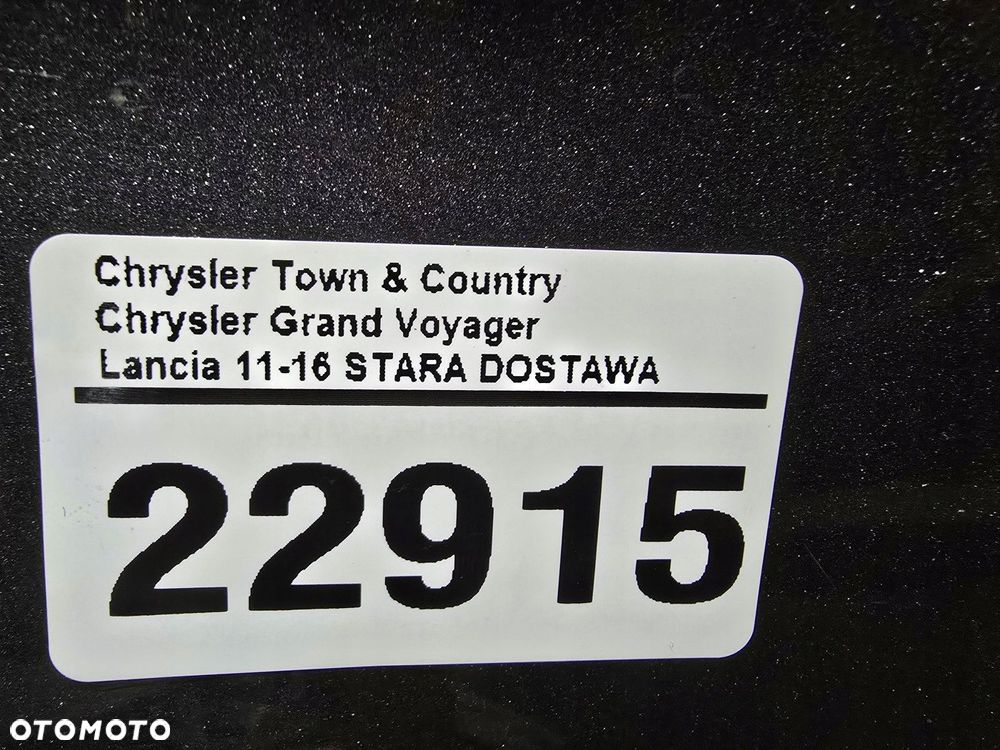 Chrysler Town & Country
Chrysler Grand Voyager
Lancia 11-16 STARA DOSTAWA
22915
OTOMOTO